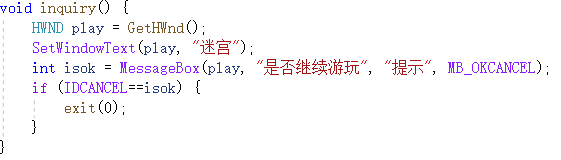 void inquiry() {
    HWND play = GetHWnd();
    SetWindowText(play, "迷宫");
    int isok = MessageBox(play, "是否继续游玩", "提示", MB_OKCANCEL);
    if (IDCANCEL==isok) {
        exit(0);
    }
}